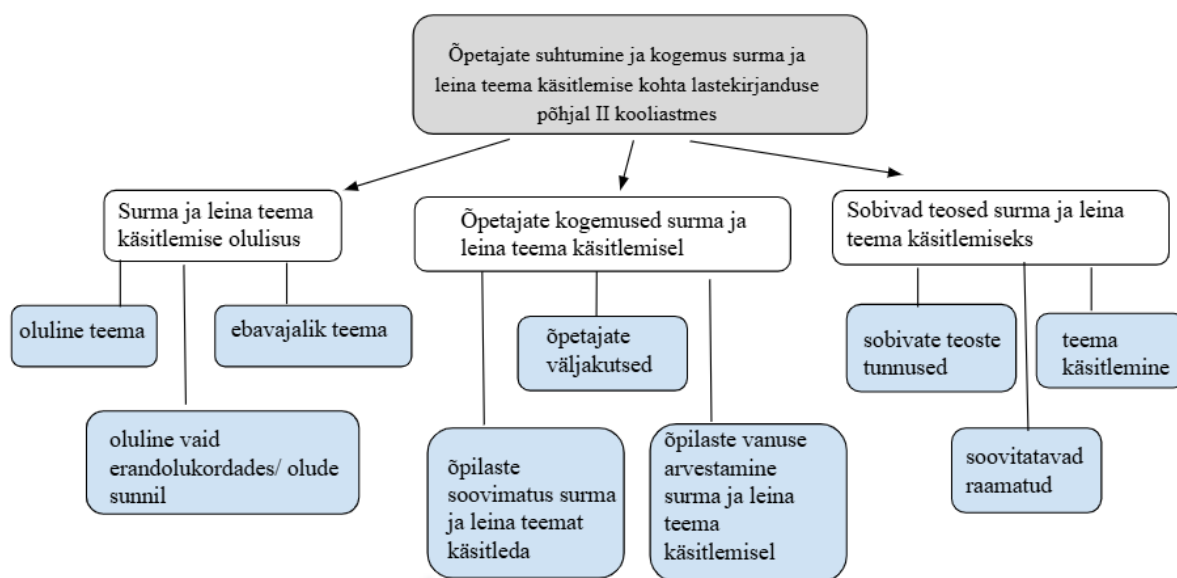 Õpetajate suhtumine ja kogemus surma ja
leina teema käsitlemise kohta lastekirjanduse
põhjal II kooliastmes
Surma ja leina teema
käsitlemise olulisus
Õpetajate kogemused surma ja
leina teema käsitlemisel
Sobivad teosed surma ja leina
teema käsitlemiseks
oluline teema
ebavajalik teema
oluline vaid
erandolukordades/ olude
sunnil
õpetajate
väljakutsed
õpilaste
soovimatus surma
ja leina teemat
käsitleda
õpilaste vanuse
arvestamine
surma ja leina
teema
käsitlemisel
sobivate teoste
tunnused
teema
käsitlemine
soovitatavad
raamatud